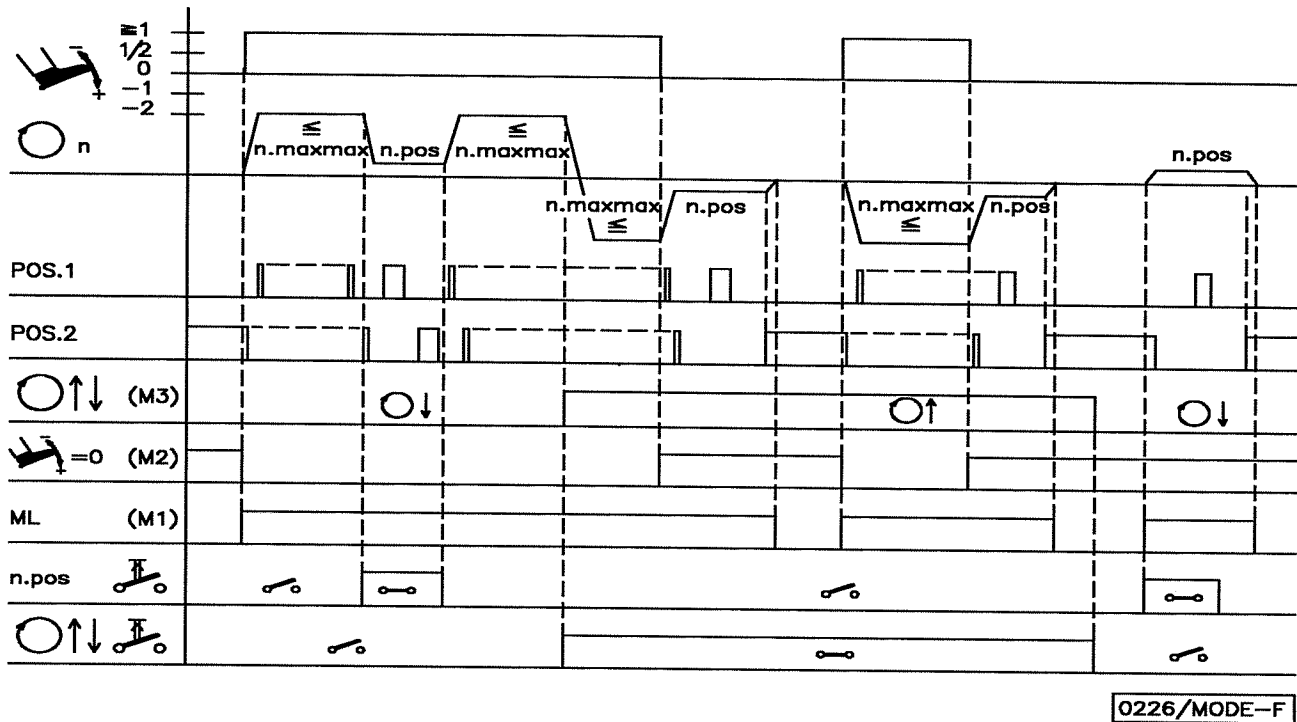 ≧1
1/2
0
−1
−2
− +
n
≦ n.maxmax
n.pos
≦ n.maxmax
n.maxmax ≦
n.pos
n.maxmax ≦
n.pos
n.pos
POS.1
POS.2
↑↓ (M3)
↓
↑
↓
− + =0 (M2)
ML (M1)
n.pos
↑↓
0226/MODE−F